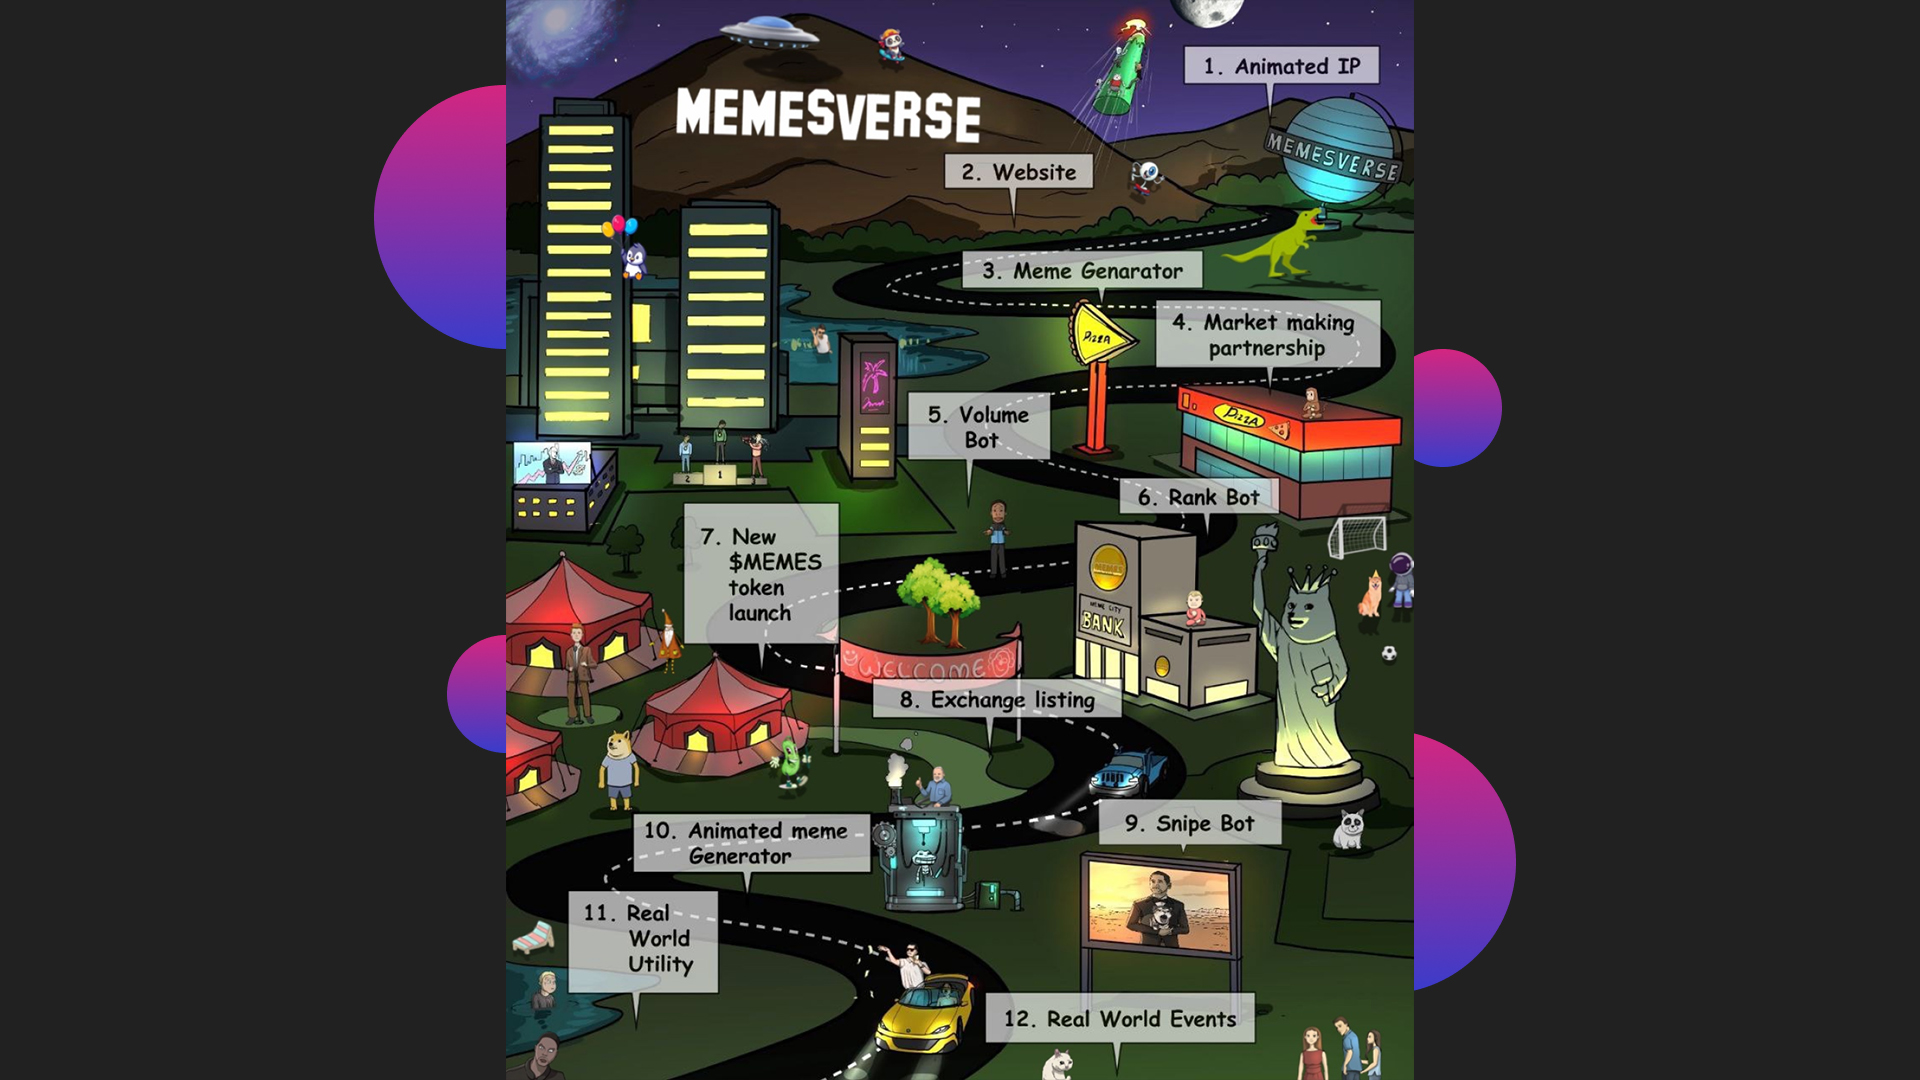 1. Animated IP
MEMESVERSE
MEMESVERSE
2. Website
3. Meme Genarator
PIZZA
4. Market making
partnership
PIZZA
5. Volume
Bot
2 1
6. Rank Bot
7. New
$MEMES
token
launch
MEMES
MEME CITY
BANK
WELCOME
8. Exchange listing
9. Snipe Bot
10. Animated meme
Generator
11. Real
World
Utility
12. Real World Events